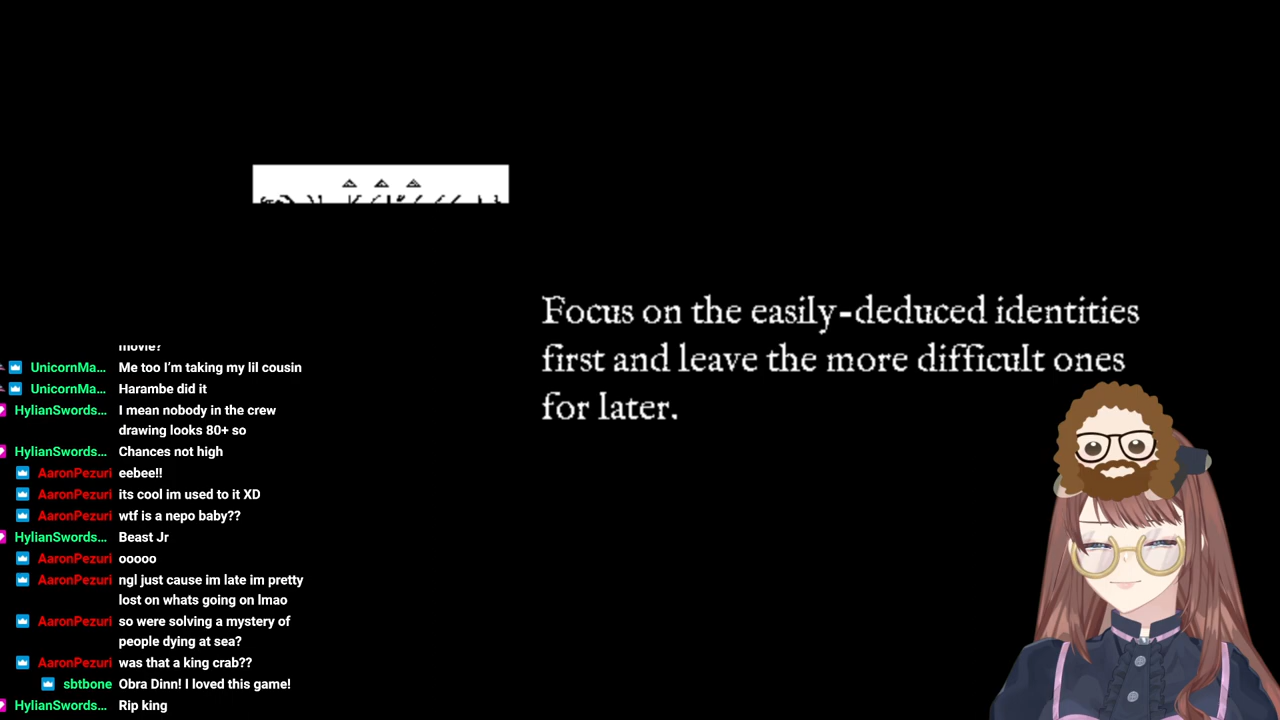 Focus on the easily-deduced identities
first and leave the more difficult ones
for later.
movie?
UnicornMa... Me too I’m taking my lil cousin
UnicornMa... Harambe did it
HylianSwords... I mean nobody in the crew
drawing looks 80+ so
HylianSwords... Chances not high
AaronPezuri eebee!!
AaronPezuri its cool im used to it XD
AaronPezuri wtf is a nepo baby??
HylianSwords... Beast Jr
AaronPezuri ooooo
AaronPezuri ngl just cause im late im pretty
lost on whats going on lmao
AaronPezuri so were solving a mystery of
people dying at sea?
AaronPezuri was that a king crab??
sbtbone Obra Dinn! I loved this game!
HylianSwords... Rip king